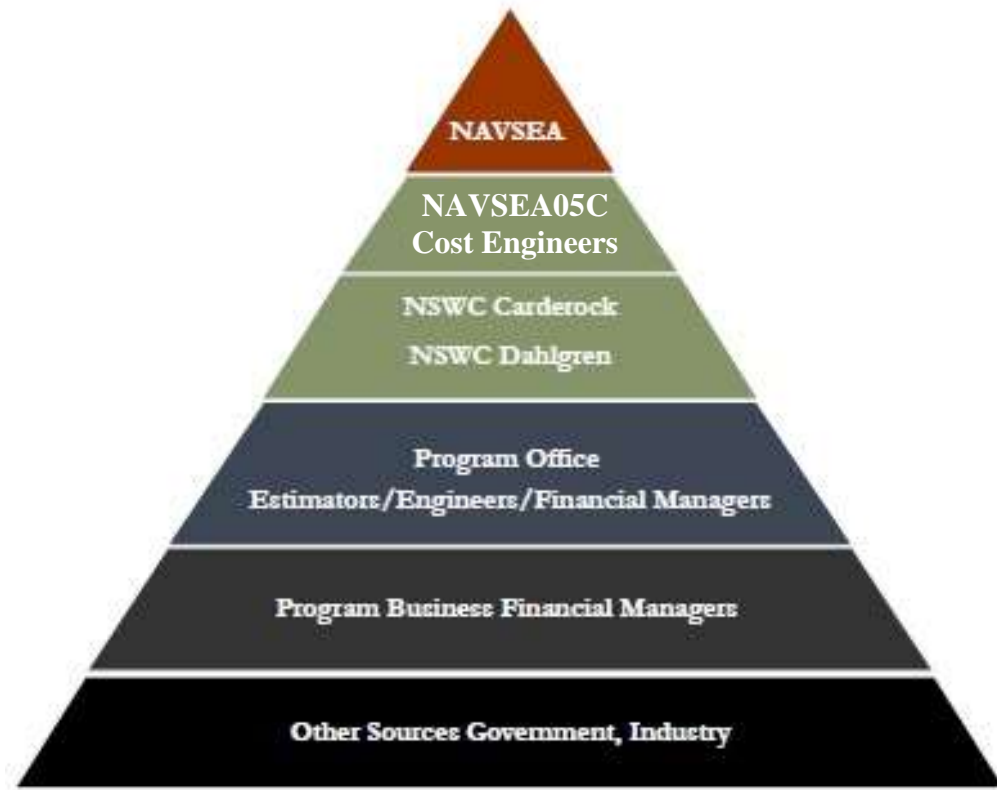 NAVSEA
NAVSEA05C
Cost Engineers
NSWC Carderock
NSWC Dahlgren
Program Office
Estimators/Engineers/Financial Managers
Program Business Financial Managers
Other Sources Government, Industry